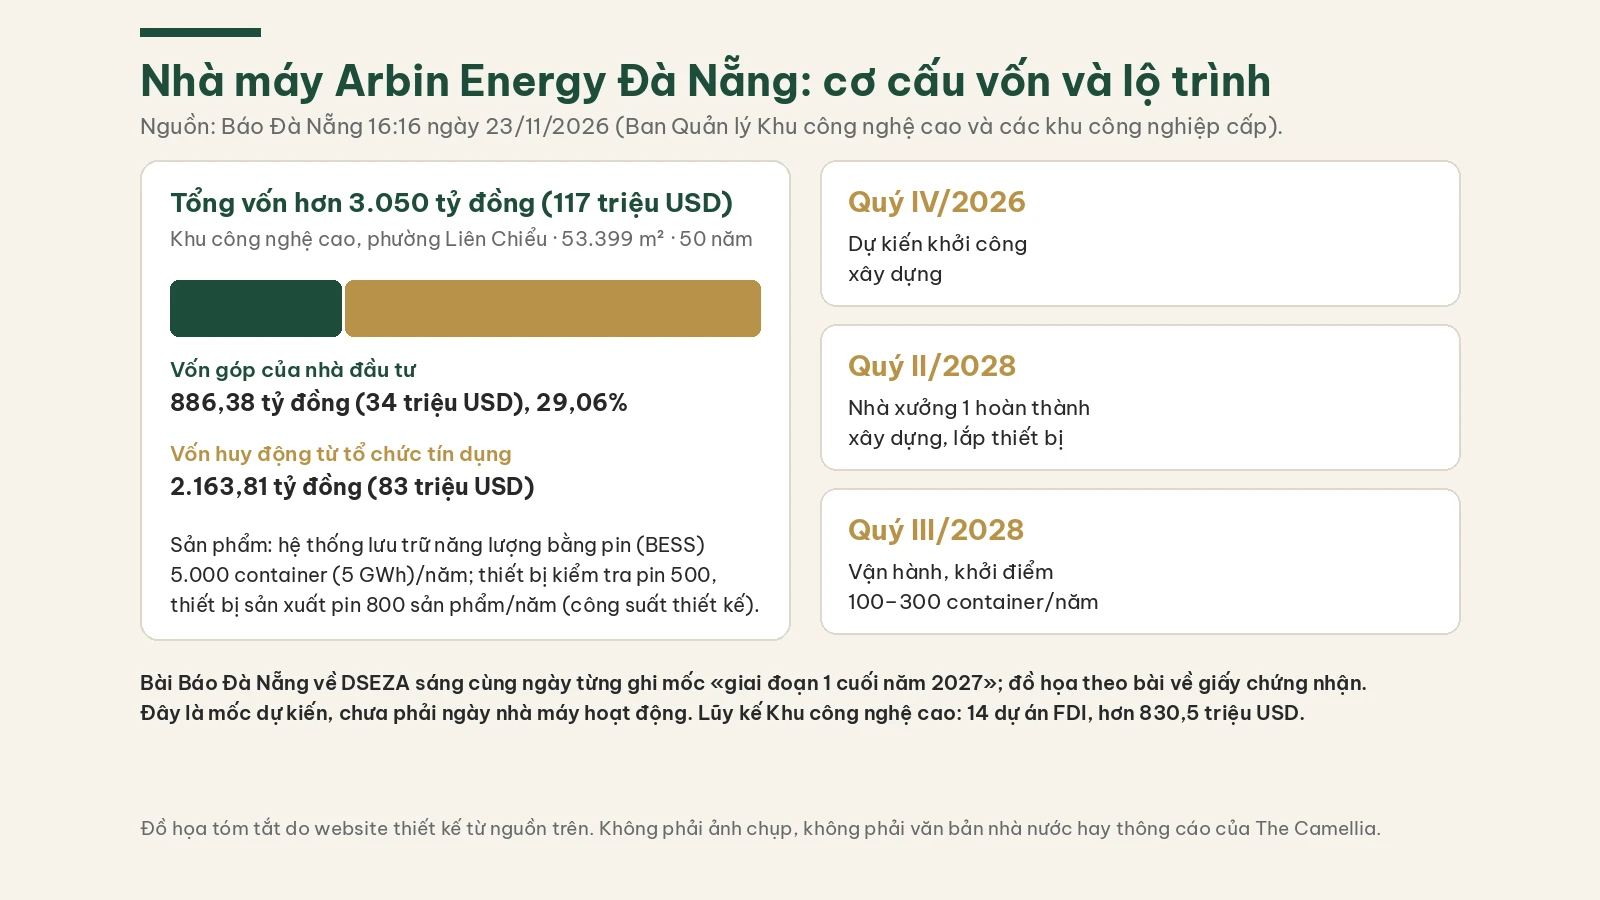 Nhà máy Arbin Energy Đà Nẵng: cơ cấu vốn và lộ trình
Nguồn: Báo Đà Nẵng 16:16 ngày 23/11/2026 (Ban Quản lý Khu công nghệ cao và các khu công nghiệp cấp).
Tổng vốn hơn 3.050 tỷ đồng (117 triệu USD)
Khu công nghệ cao, phường Liên Chiểu · 53.399 m² · 50 năm
Vốn góp của nhà đầu tư
886,38 tỷ đồng (34 triệu USD), 29,06%
Vốn huy động từ tổ chức tín dụng
2.163,81 tỷ đồng (83 triệu USD)
Sản phẩm: hệ thống lưu trữ năng lượng bằng pin (BESS)
5.000 container (5 GWh)/năm; thiết bị kiểm tra pin 500,
thiết bị sản xuất pin 800 sản phẩm/năm (công suất thiết kế).
Quý IV/2026
Dự kiến khởi công
xây dựng
Quý II/2028
Nhà xưởng 1 hoàn thành
xây dựng, lắp thiết bị
Quý III/2028
Vận hành, khởi điểm
100–300 container/năm
Bài Báo Đà Nẵng về DSEZA sáng cùng ngày từng ghi mốc «giai đoạn 1 cuối năm 2027»; đồ họa theo bài về giấy chứng nhận.
Đây là mốc dự kiến, chưa phải ngày nhà máy hoạt động. Lũy kế Khu công nghệ cao: 14 dự án FDI, hơn 830,5 triệu USD.
Đồ họa tóm tắt do website thiết kế từ nguồn trên. Không phải ảnh chụp, không phải văn bản nhà nước hay thông cáo của The Camellia.